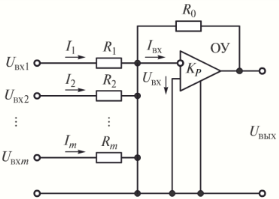 R₀
I₁ R₁ Iвх ОУ
Uвх1 Kₚ
I₂ R₂ Uвх
Uвх2
⋮ ⋮ Uвых
Iₘ Rₘ
Uвхm